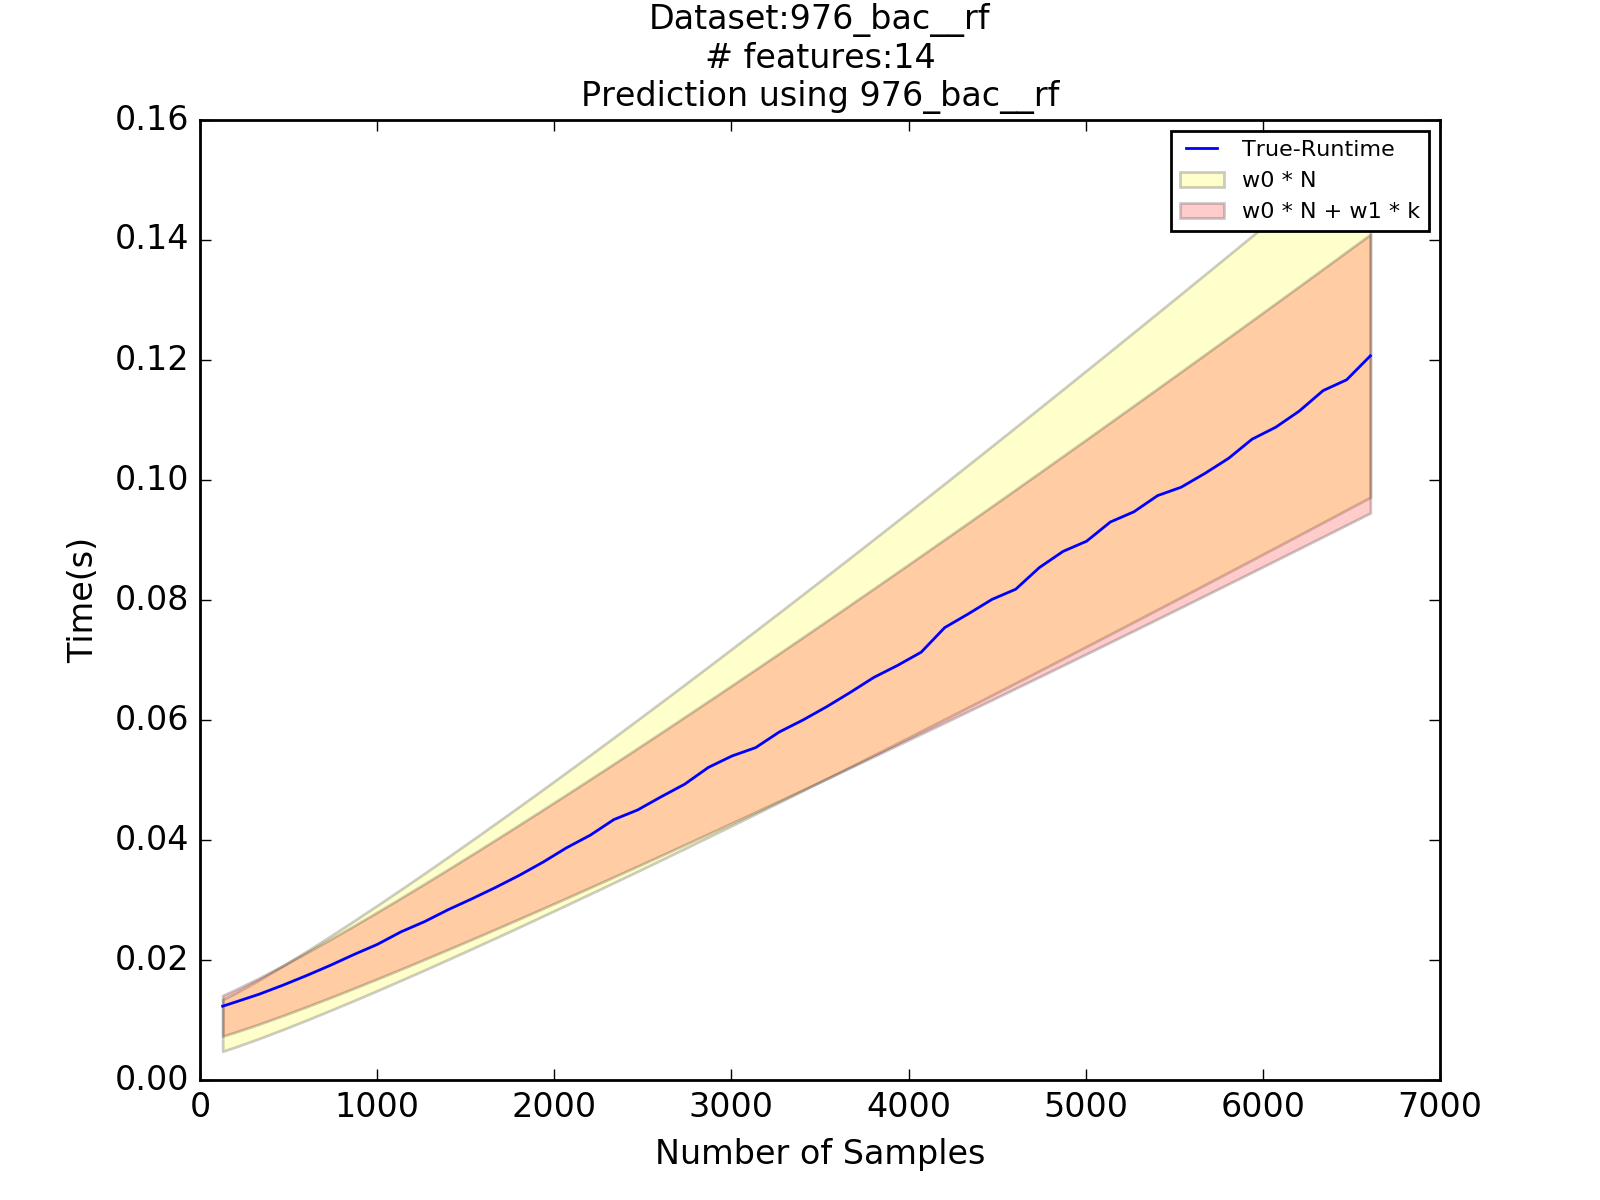 Dataset:976_bac__rf
# features:14
Prediction using 976_bac__rf
0.16
0.14
0.12
0.10
0.08
0.06
0.04
0.02
0.00
Time(s)
True-Runtime
w0 * N
w0 * N + w1 * k
0 1000 2000 3000 4000 5000 6000 7000
Number of Samples